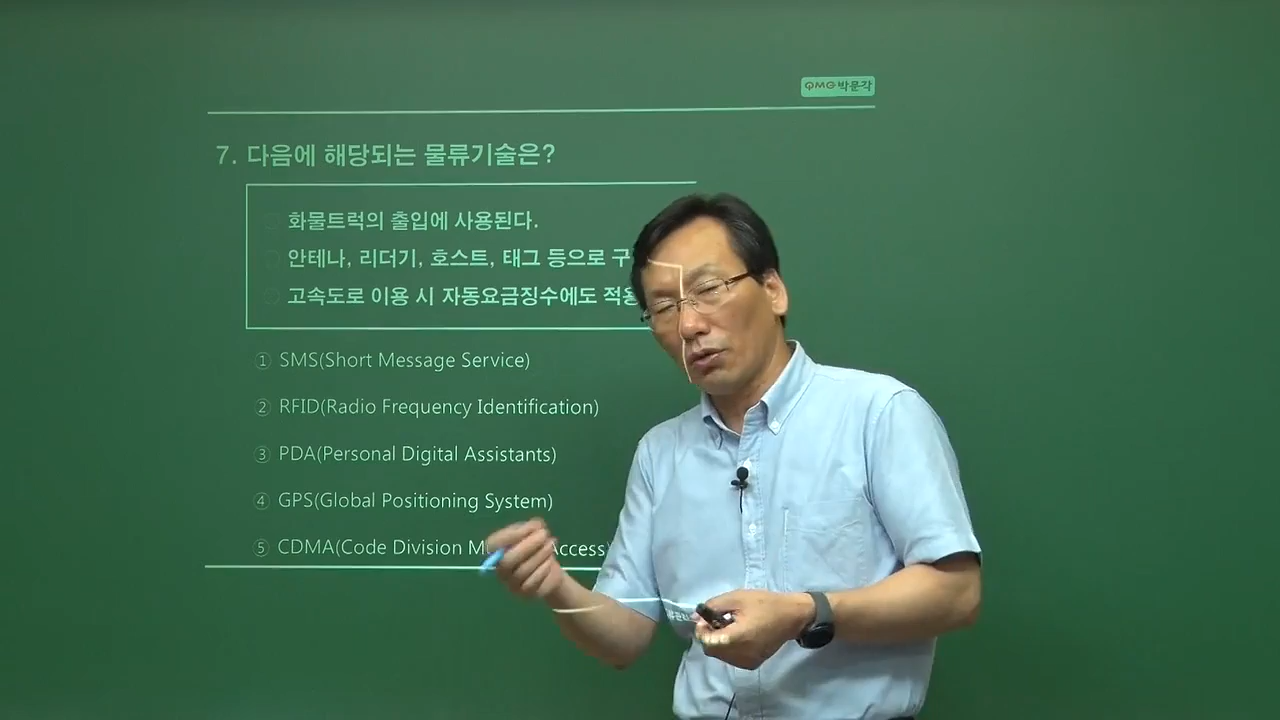 QMG박문각
7. 다음에 해당되는 물류기술은?
화물트럭의 출입에 사용된다.
안테나, 리더기, 호스트, 태그 등으로
고속도로 이용 시 자동요금징수에도
① SMS(Short Message Service)
② RFID(Radio Frequency Identification)
③ PDA(Personal Digital Assistants)
④ GPS(Global Positioning System)
⑤ CDMA(Code Division Access)